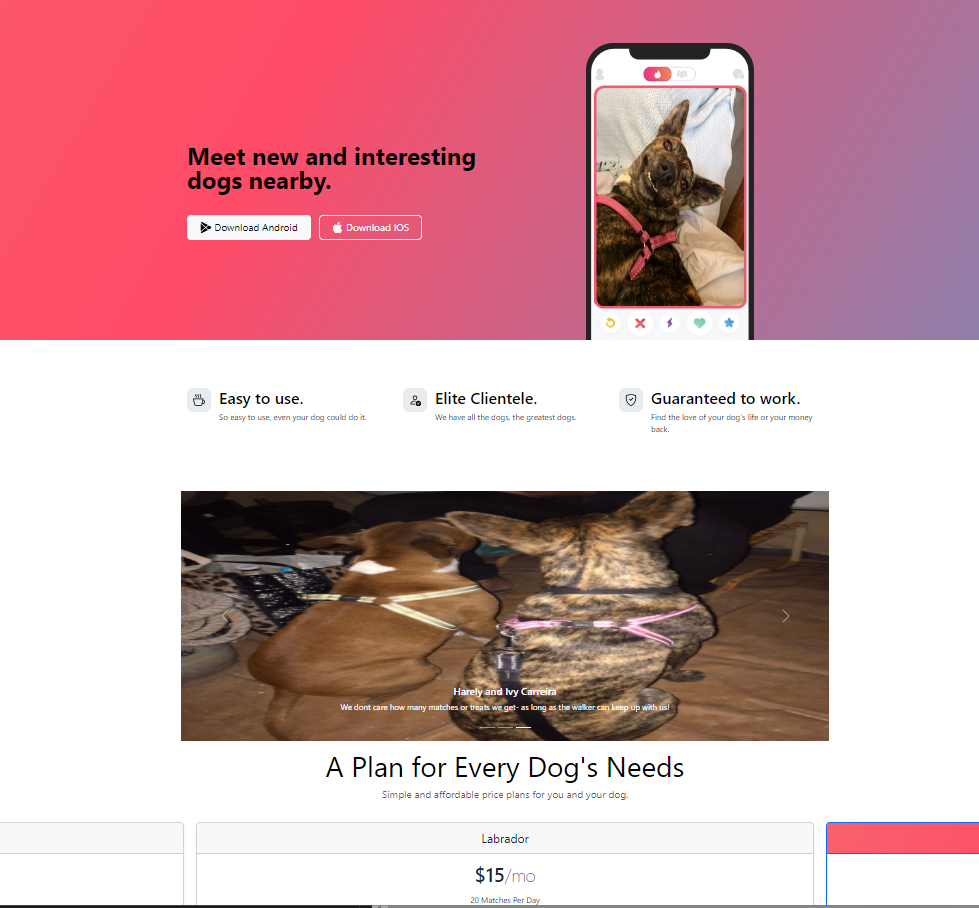 Meet new and interesting
dogs nearby.
Download Android
Download IOS
Easy to use.
So easy to use, even your dog could do it.
Elite Clientele.
We have all the dogs, the greatest dogs.
Guaranteed to work.
Find the love of your dog's life or your money
back.
Harely and Ivy Carreira
We dont care how many matches or treats we get- as long as the walker can keep up with us!
A Plan for Every Dog's Needs
Simple and affordable price plans for you and your dog.
Labrador
$15/mo
20 Matches Per Day